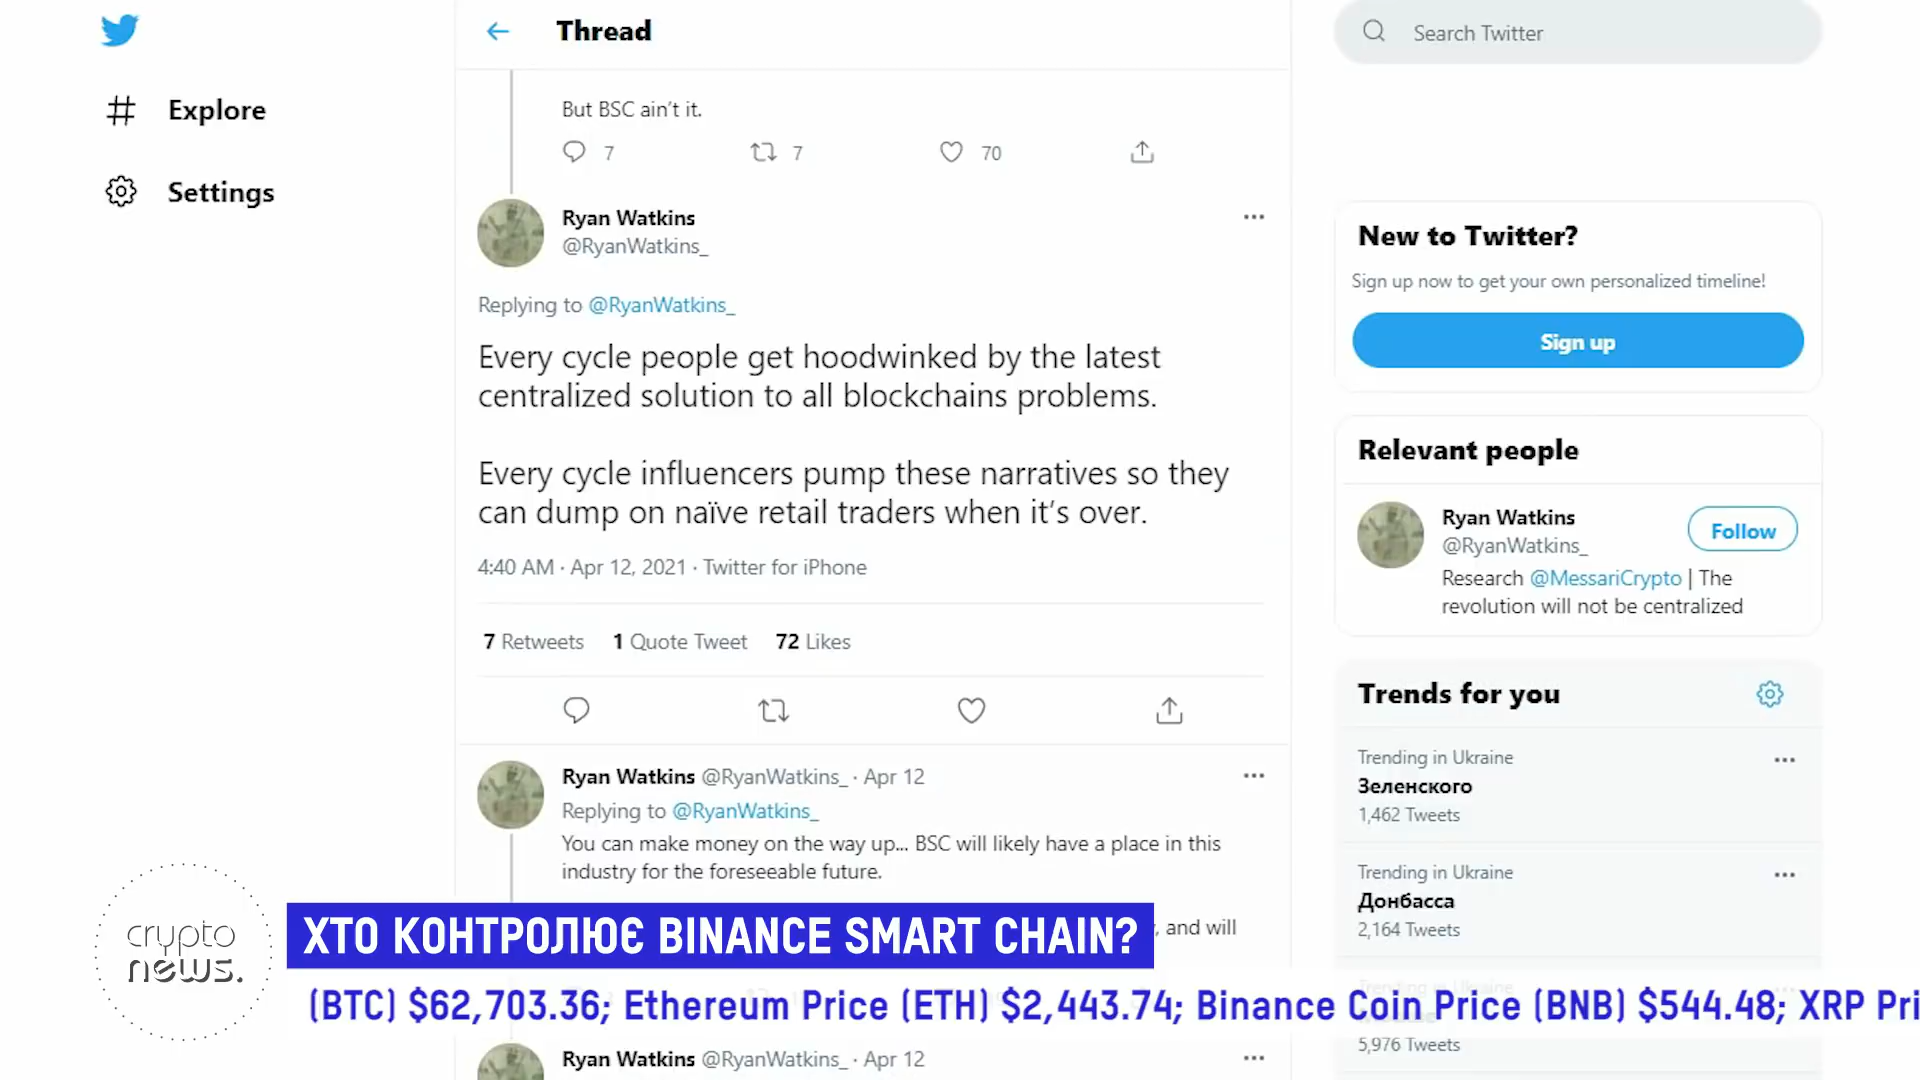 Explore
Settings
Thread
But BSC ain't it.
7 7 70
Ryan Watkins
@RyanWatkins_
Replying to @RyanWatkins_
Every cycle people get hoodwinked by the latest
centralized solution to all blockchains problems.
Every cycle influencers pump these narratives so they
can dump on naïve retail traders when it's over.
4:40 AM · Apr 12, 2021 · Twitter for iPhone
7 Retweets 1 Quote Tweet 72 Likes
Ryan Watkins @RyanWatkins_ · Apr 12
Replying to @RyanWatkins_
You can make money on the way up... BSC will likely have a place in this
industry for the foreseeable future.
, and will
Ryan Watkins @RyanWatkins_ · Apr 12
Search Twitter
New to Twitter?
Sign up now to get your own personalized timeline!
Sign up
Relevant people
Ryan Watkins
@RyanWatkins_
Follow
Research @MessariCrypto | The
revolution will not be centralized
Trends for you
Trending in Ukraine
Зеленского
1,462 Tweets
Trending in Ukraine
Донбасса
2,164 Tweets
5,976 Tweets
crypto
news.
ХТО КОНТРОЛЮЄ BINANCE SMART CHAIN?
(BTC) $62,703.36; Ethereum Price (ETH) $2,443.74; Binance Coin Price (BNB) $544.48; XRP Pri